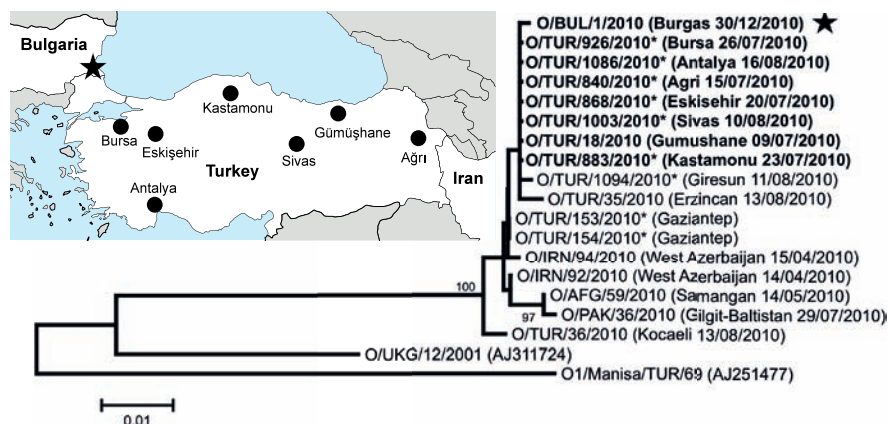 Bulgaria
Kastamonu
Gümüşhane
Bursa
Eskişehir
Sivas
Ağrı
Turkey
Iran
Antalya
O/BUL/1/2010 (Burgas 30/12/2010)
O/TUR/926/2010* (Bursa 26/07/2010)
O/TUR/1086/2010* (Antalya 16/08/2010)
O/TUR/840/2010* (Agri 15/07/2010)
O/TUR/868/2010* (Eskisehir 20/07/2010)
O/TUR/1003/2010* (Sivas 10/08/2010)
O/TUR/18/2010 (Gumushane 09/07/2010)
O/TUR/883/2010* (Kastamonu 23/07/2010)
O/TUR/1094/2010* (Giresun 11/08/2010)
O/TUR/35/2010 (Erzincan 13/08/2010)
O/TUR/153/2010* (Gaziantep)
O/TUR/154/2010* (Gaziantep)
O/IRN/94/2010 (West Azerbaijan 15/04/2010)
O/IRN/92/2010 (West Azerbaijan 14/04/2010)
100
O/AFG/59/2010 (Samangan 14/05/2010)
O/PAK/36/2010 (Gilgit-Baltistan 29/07/2010)
97
O/TUR/36/2010 (Kocaeli 13/08/2010)
O/UKG/12/2001 (AJ311724)
O1/Manisa/TUR/69 (AJ251477)
0.01